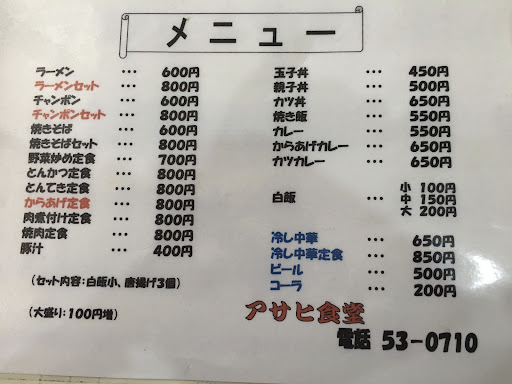 メニュー
ラーメン … 600円
ラーメンセット … 800円
チャンポン … 600円
チャンポンセット … 800円
焼きそば … 600円
焼きそばセット … 800円
野菜炒め定食 … 700円
とんかつ定食 … 800円
とんてき定食 … 800円
からあげ定食 … 800円
肉煮付け定食 … 800円
焼肉定食 … 800円
豚汁 … 400円
(セット内容:白飯小、唐揚げ3個)
(大盛り:100円増)
玉子丼 … 450円
親子丼 … 500円
カツ丼 … 650円
焼き飯 … 550円
カレー … 550円
からあげカレー … 650円
カツカレー … 650円
小 100円
白飯 … 中 150円
大 200円
冷し中華 … 650円
冷し中華定食 … 850円
ビール … 500円
コーラ … 200円
アサヒ食堂
電話 53-0710